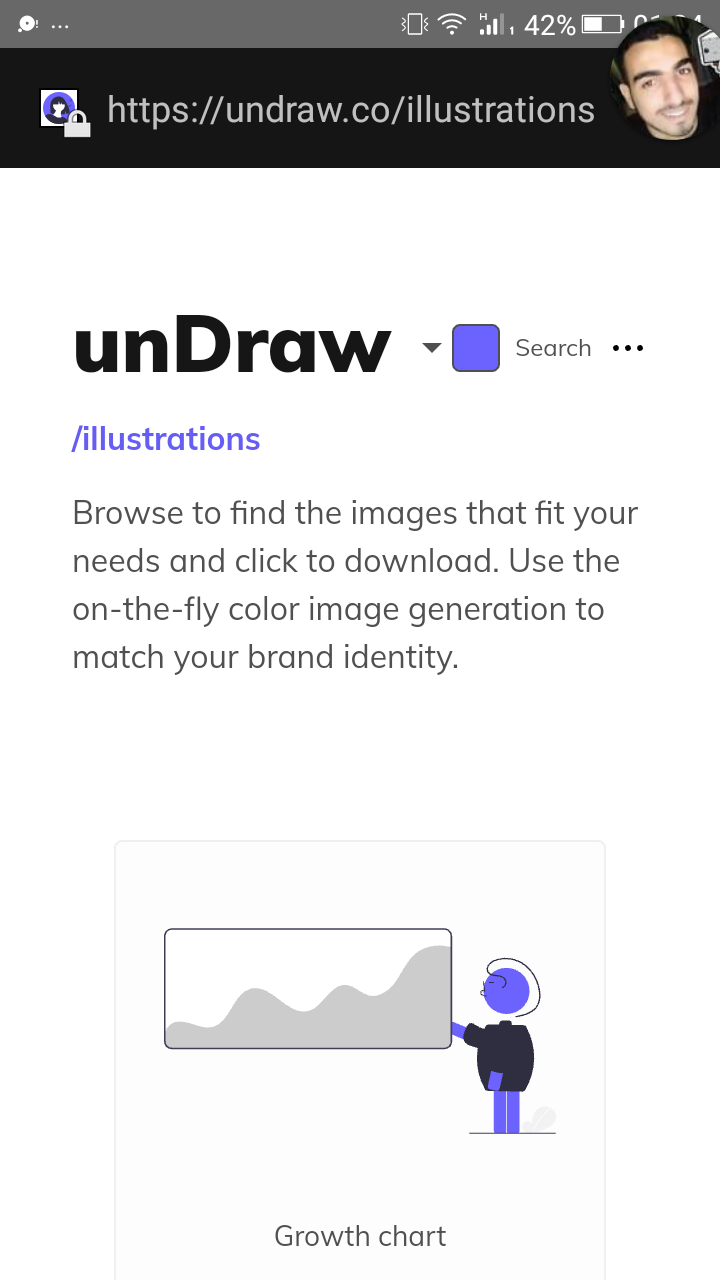 H
1
42%
https://undraw.co/illustrations
unDraw
Search
/illustrations
Browse to find the images that fit your
needs and click to download. Use the
on-the-fly color image generation to
match your brand identity.
Growth chart